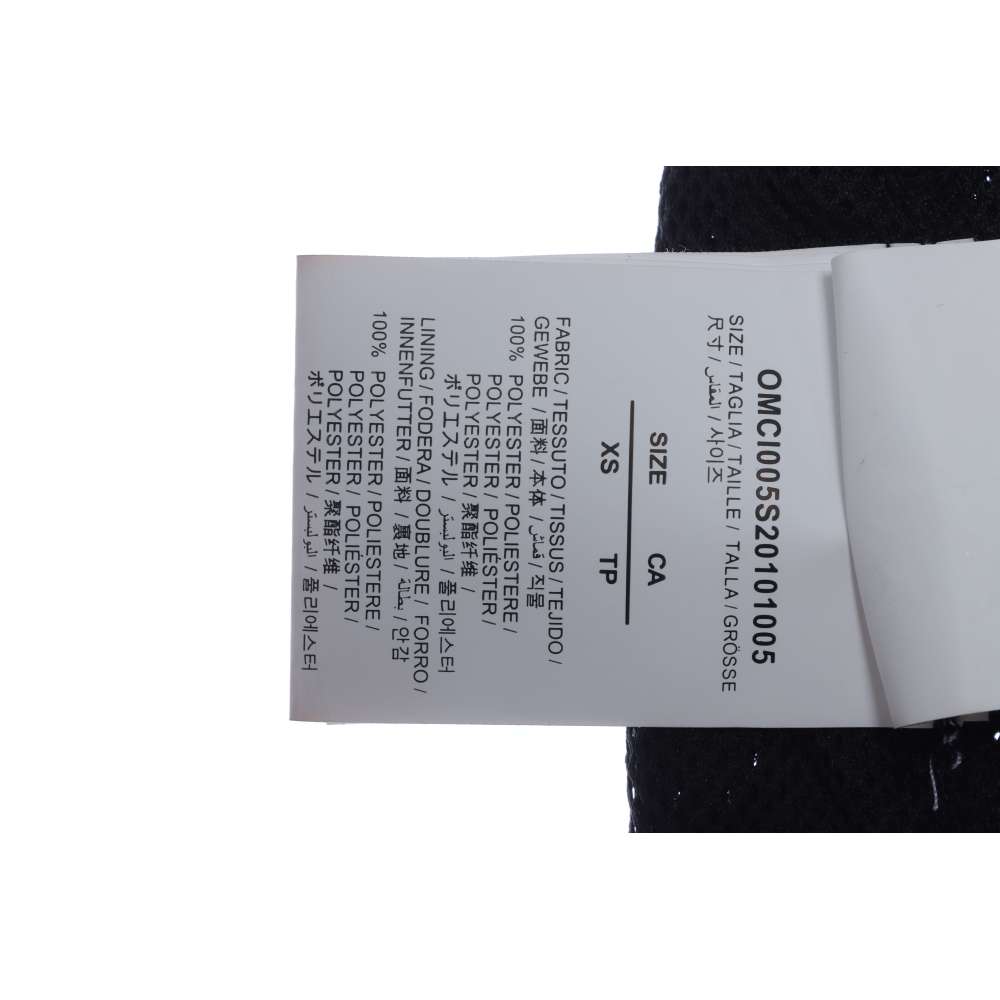 OMCI005S20101005
SIZE / TAGLIA / TAILLE / TALLA / GRÖSSE
尺寸 / المقاس / 사이즈
SIZE CA
XS TP
FABRIC / TESSUTO / TISSUS / TEJIDO /
GEWEBE / 面料 / 本体 / قماش / 직물
100% POLYESTER / POLIESTERE /
POLYESTER / POLIÉSTER /
POLYESTER / 聚酯纤维 /
ポリエステル / البوليستر / 폴리에스터
LINING / FODERA / DOUBLURE / FORRO /
INNENFUTTER / 面料 / 裏地 / بطانة / 안감
100% POLYESTER / POLIESTERE /
POLYESTER / POLIÉSTER /
POLYESTER / 聚酯纤维 /
ポリエステル / البوليستر / 폴리에스터